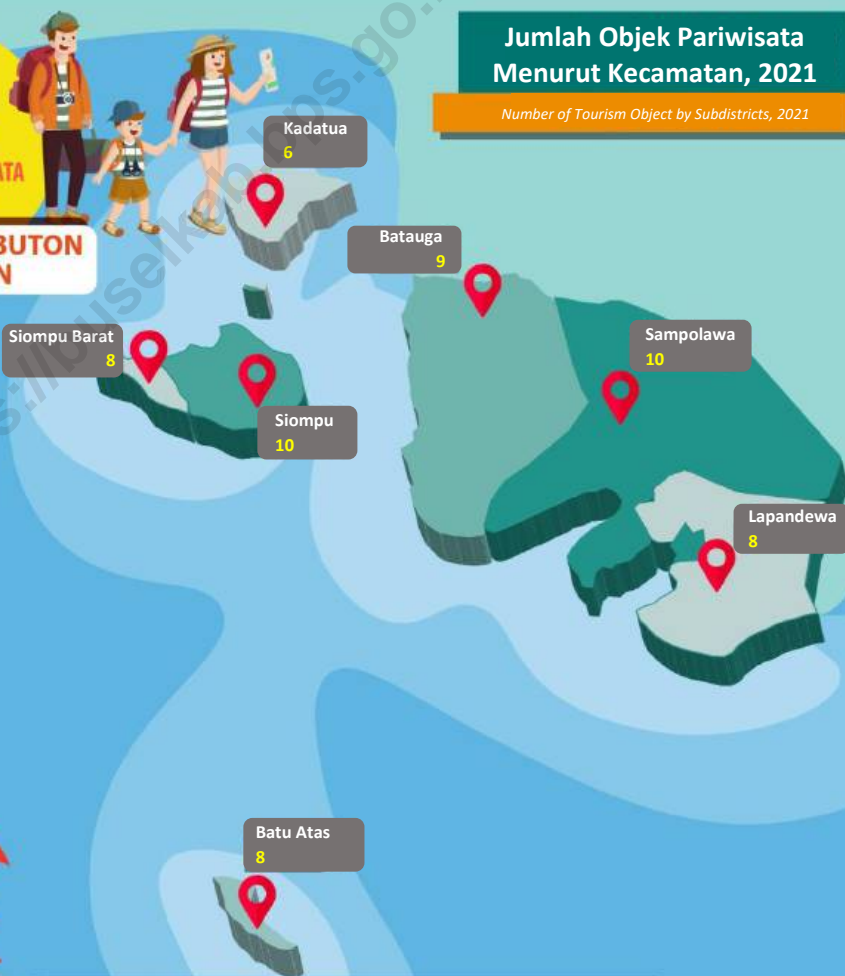 Jumlah Objek Pariwisata
Menurut Kecamatan, 2021
Number of Tourism Object by Subdistricts, 2021
Kadatua
6
Batauga
9
BUTON
Siompu Barat
8
Sampolawa
10
Siompu
10
Lapandewa
8
Batu Atas
8